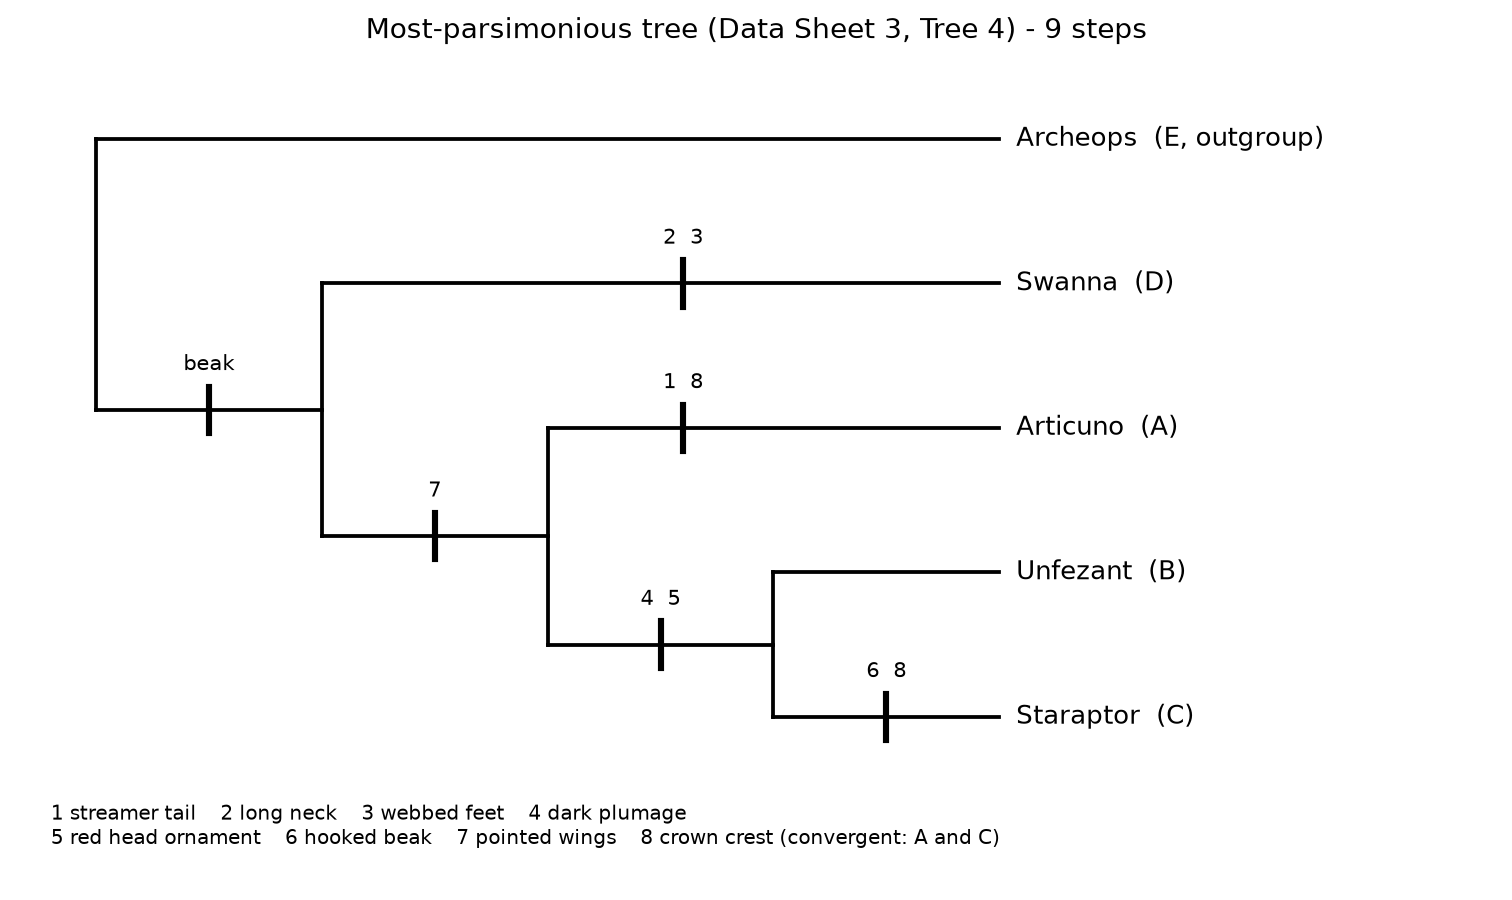 Most-parsimonious tree (Data Sheet 3, Tree 4) - 9 steps
Archeops (E, outgroup)
2 3
Swanna (D)
beak
1 8
Articuno (A)
7
Unfezant (B)
4 5
6 8
Staraptor (C)
1 streamer tail 2 long neck 3 webbed feet 4 dark plumage
5 red head ornament 6 hooked beak 7 pointed wings 8 crown crest (convergent: A and C)